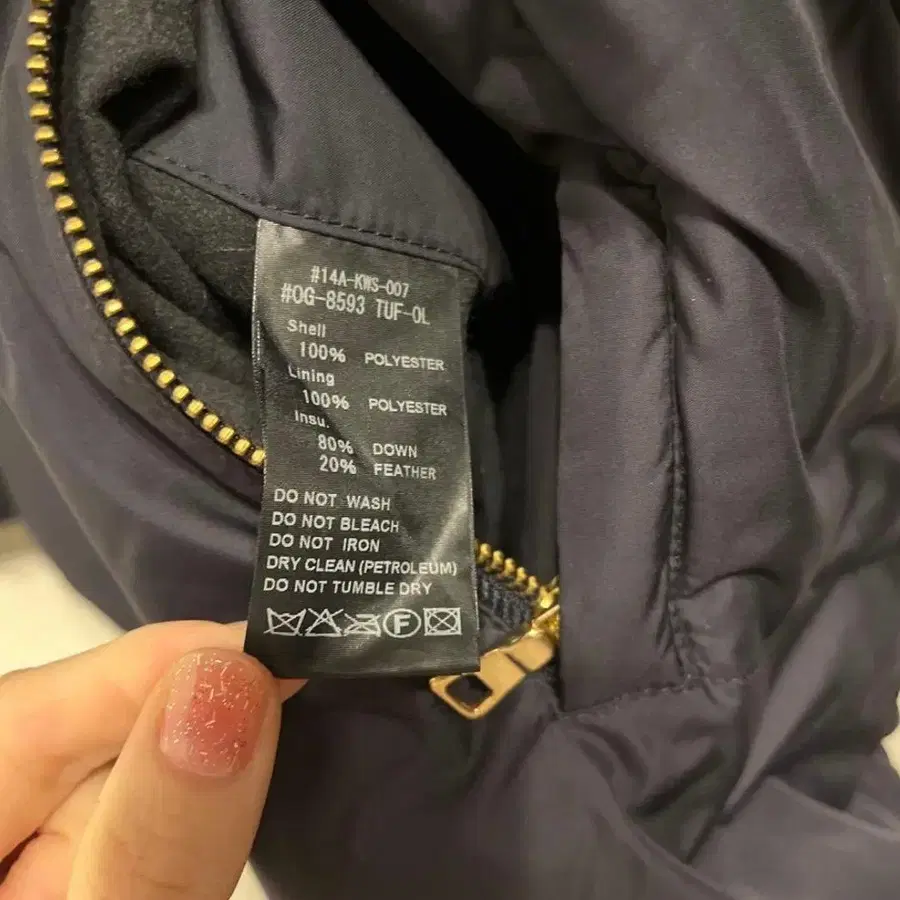 #14A-KWS-007
#OG-8593 TUF-OL
Shell
100% POLYESTER
Lining
100% POLYESTER
Insu.
80% DOWN
20% FEATHER
DO NOT WASH
DO NOT BLEACH
DO NOT IRON
DRY CLEAN (PETROLEUM)
DO NOT TUMBLE DRY
F